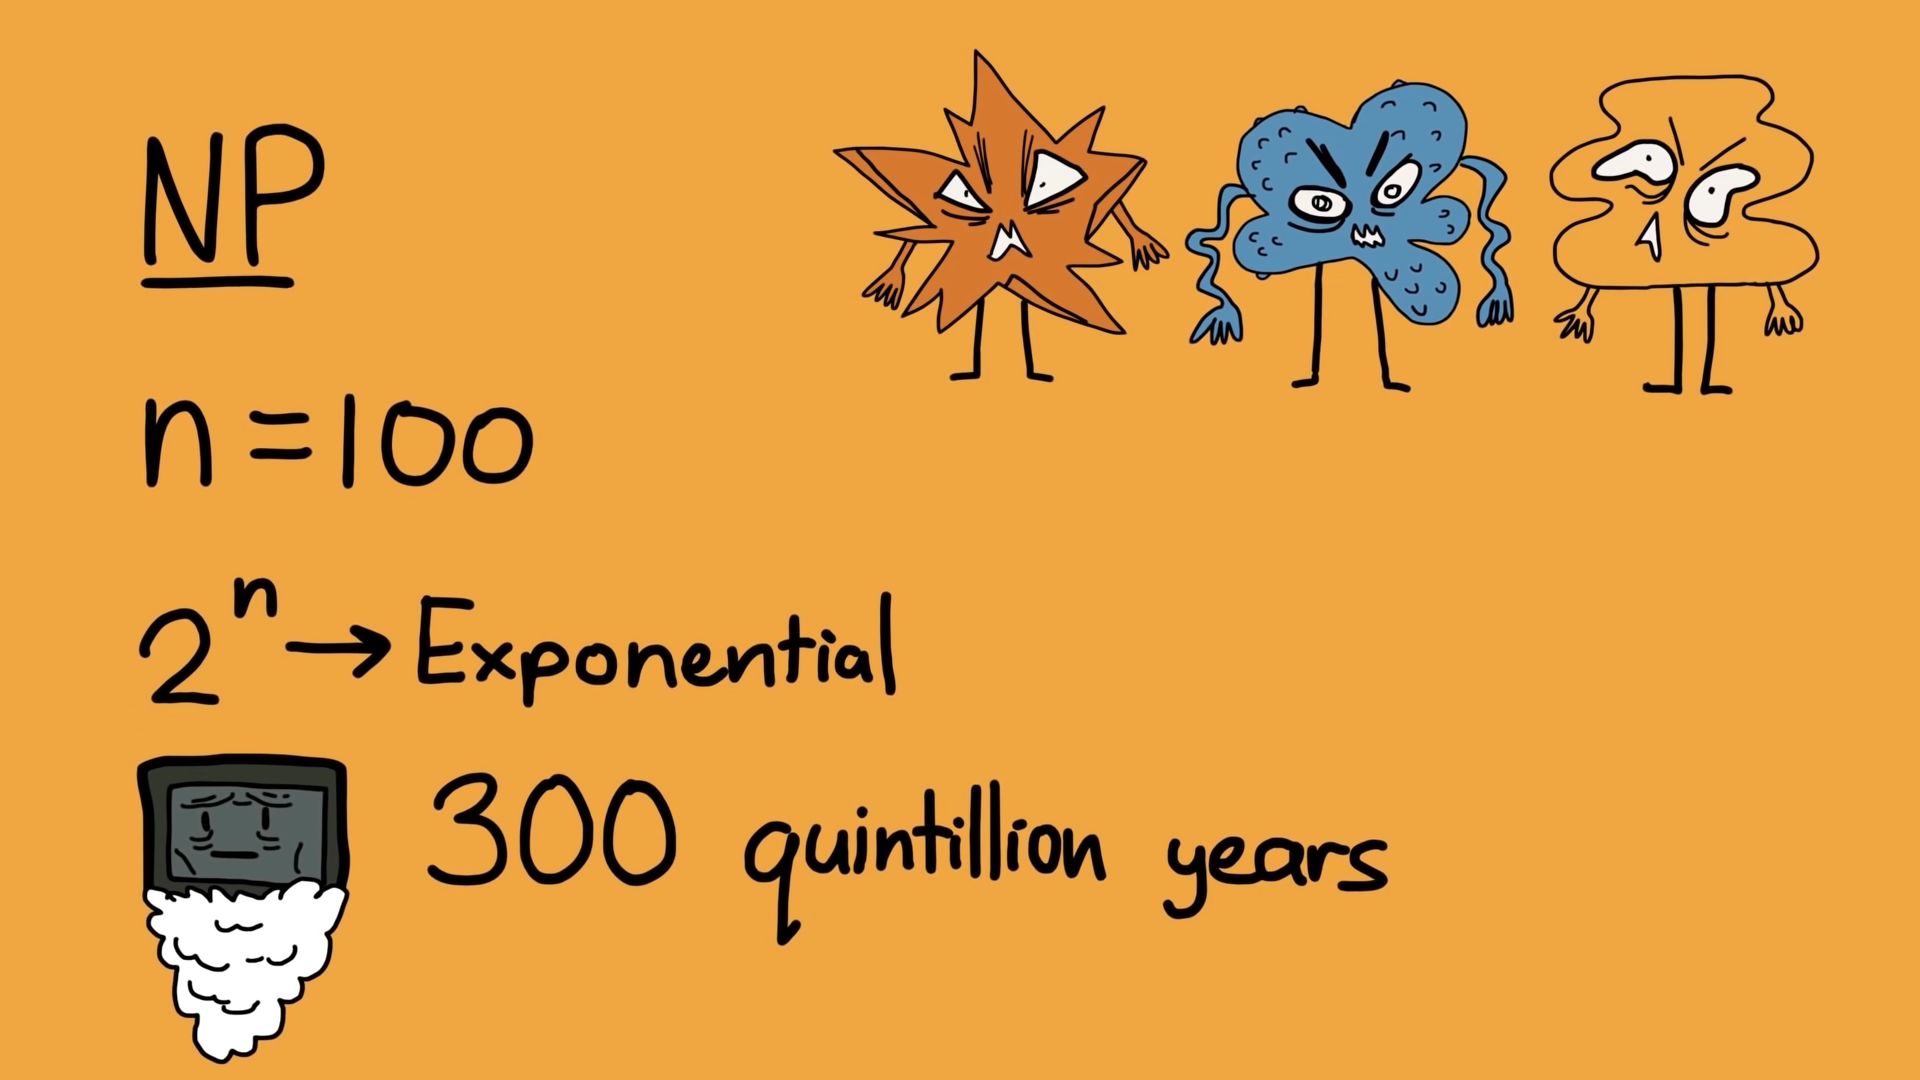 NP
n=100
2ⁿ→Exponential
300 quintillion years